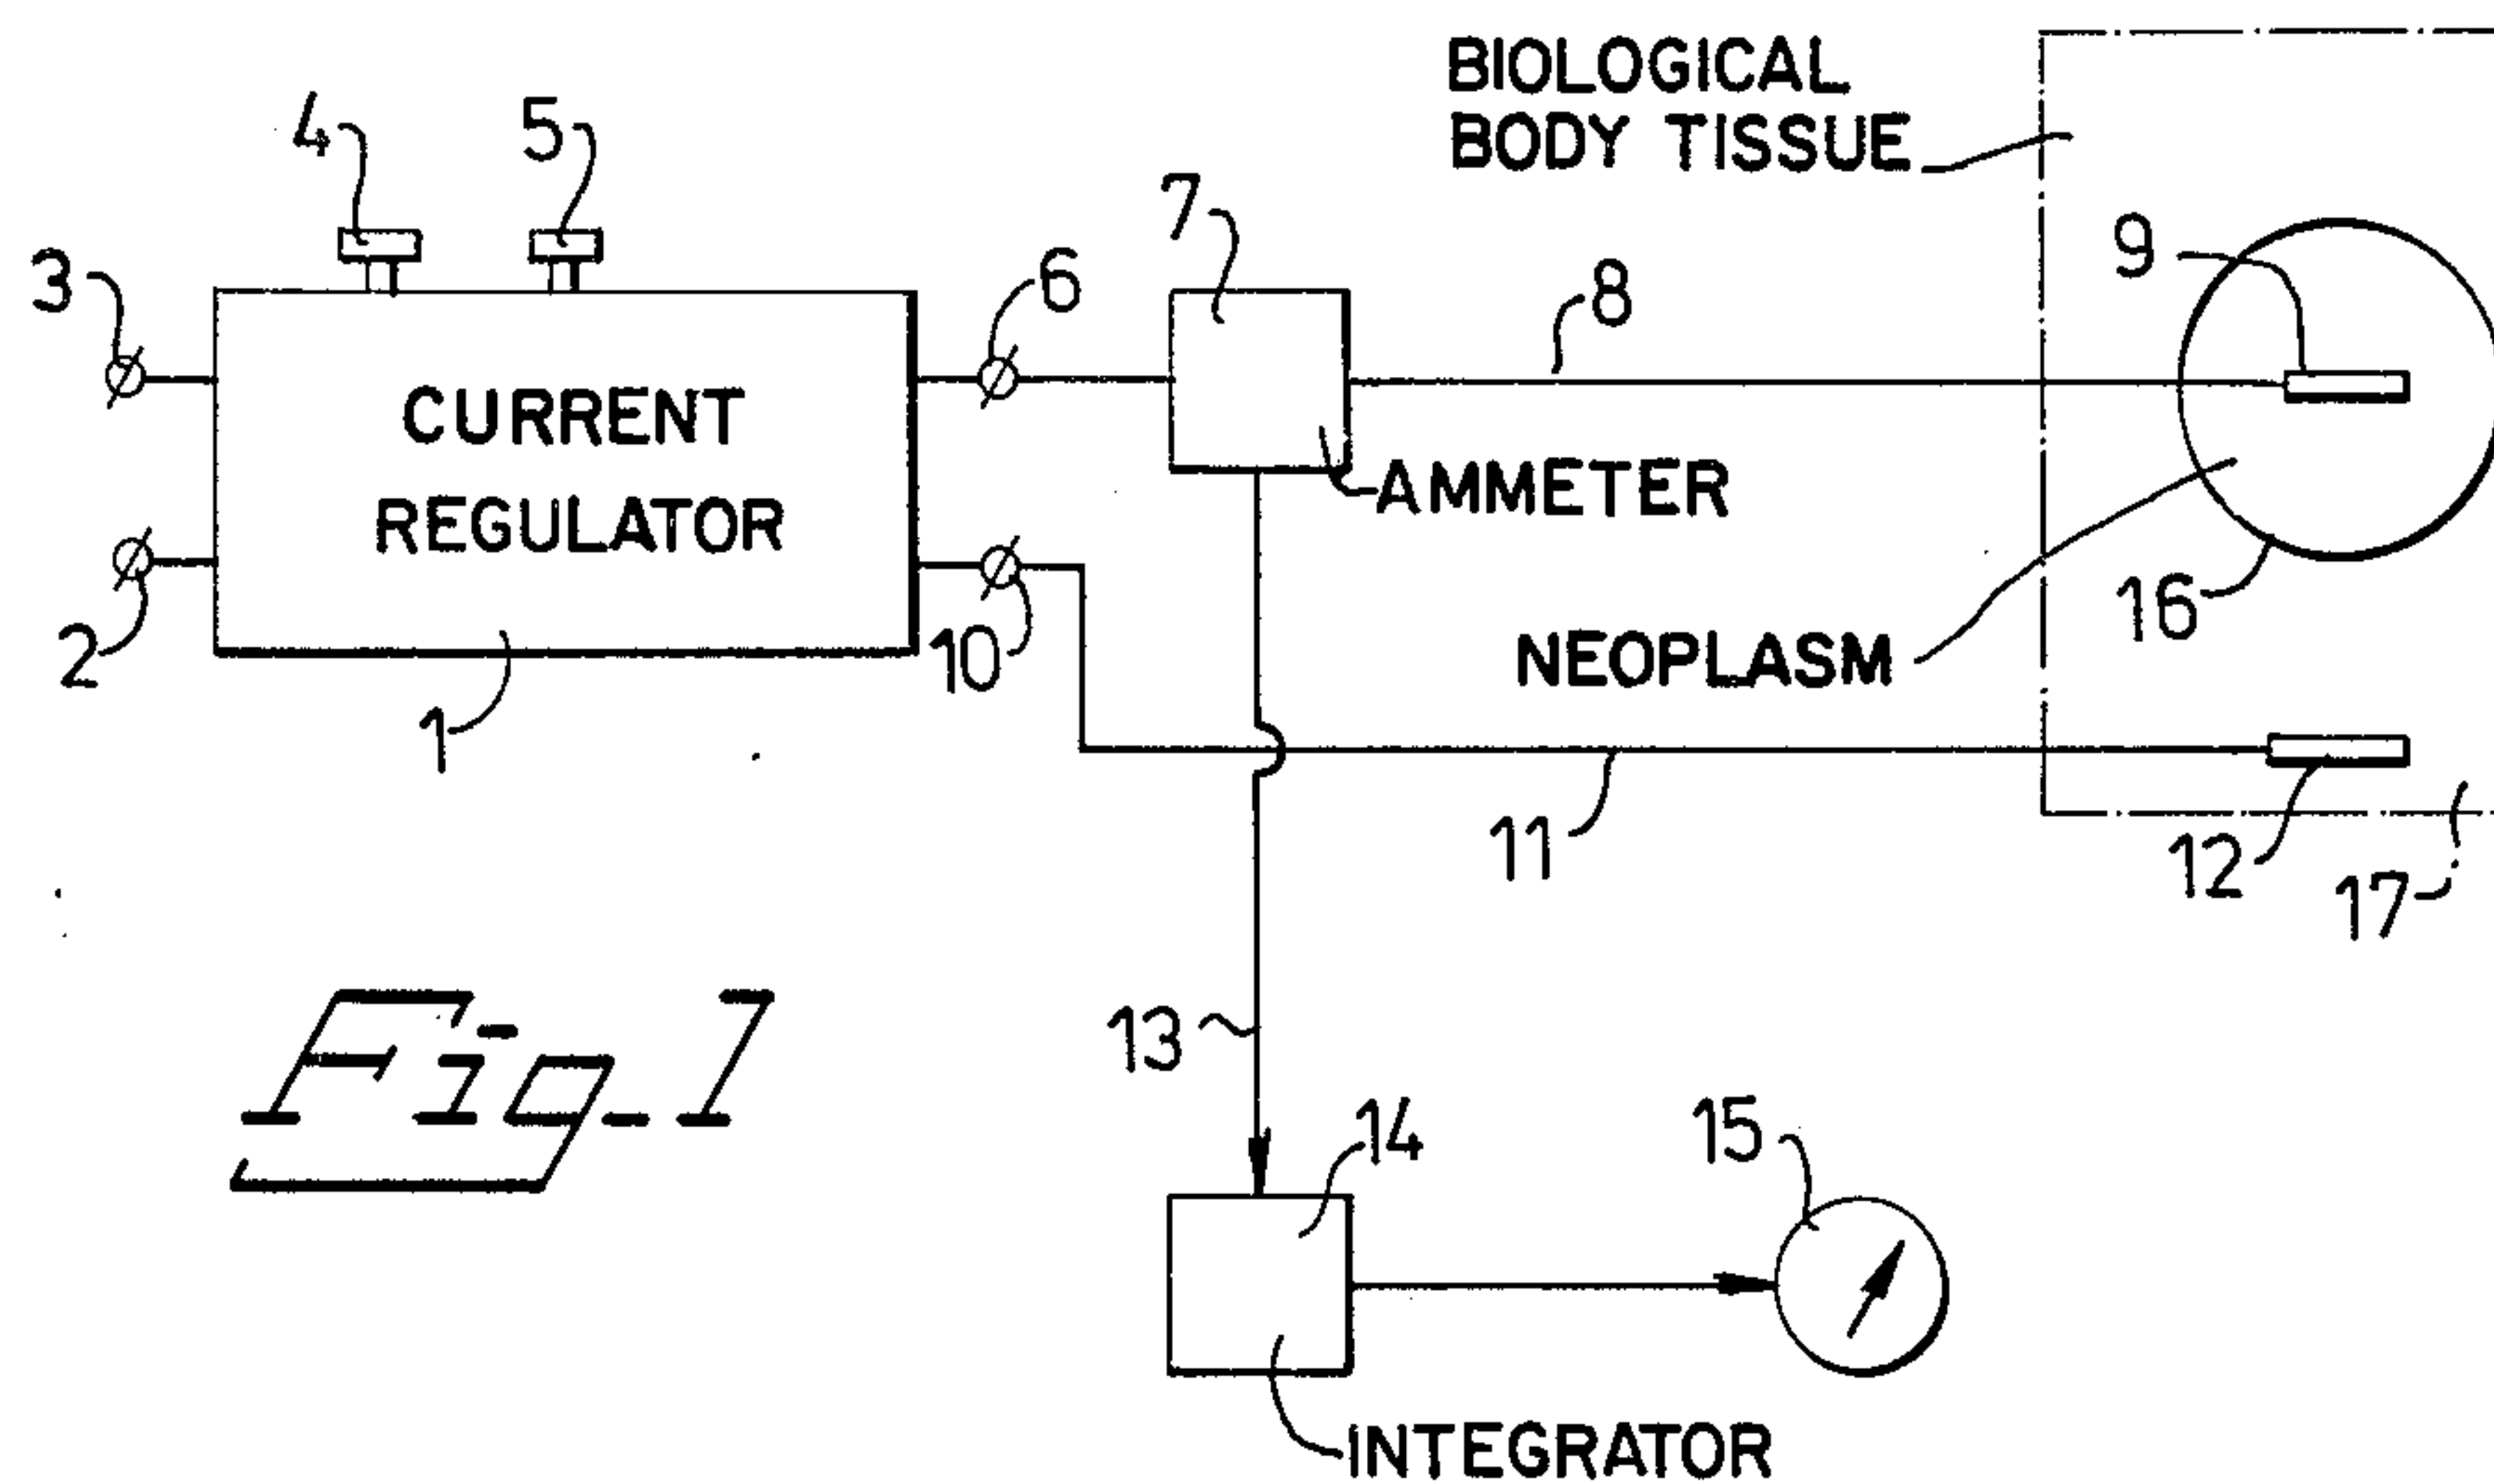 BIOLOGICAL
BODY TISSUE
4
5
7
3
6
8
9
CURRENT
REGULATOR
AMMETER
2
10
16
NEOPLASM
1
11
12
17
Fig_1
13
14
15
INTEGRATOR